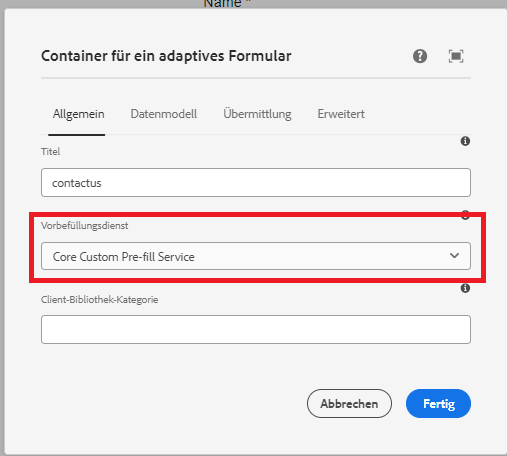 Name *
Container für ein adaptives Formular
Allgemein Datenmodell Übermittlung Erweitert
Titel
contactus
Vorbefüllungsdienst
Core Custom Pre-fill Service
Client-Bibliothek-Kategorie
Abbrechen Fertig